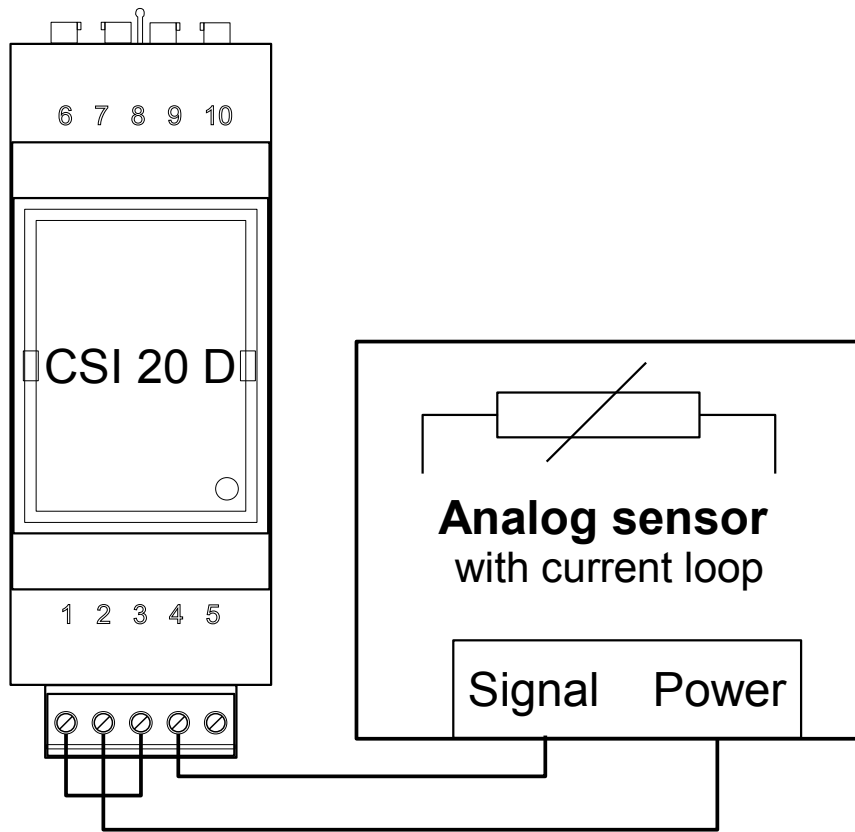 6 7 8 9 10
CSI 20 D
Analog sensor
with current loop
1 2 3 4 5
Signal Power